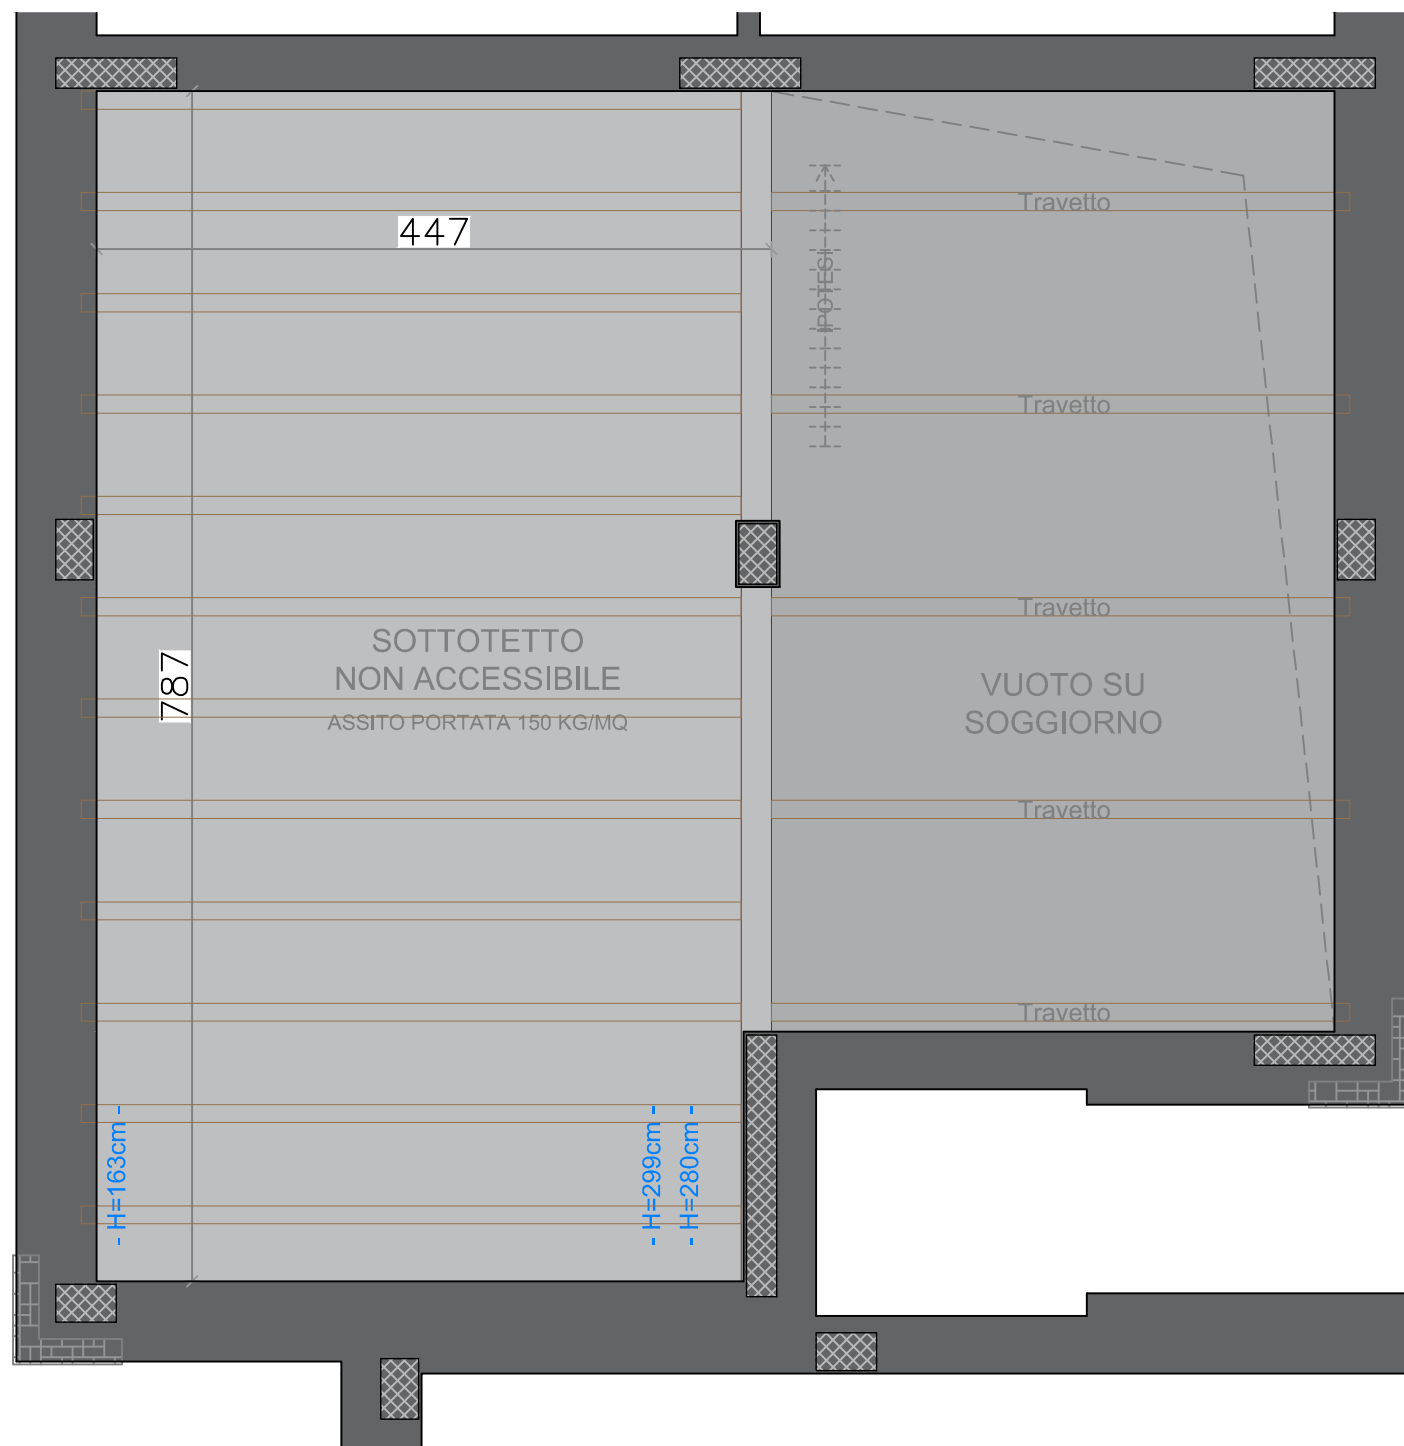 Travetto
447
IPOTESI
Travetto
Travetto
SOTTOTETTO
NON ACCESSIBILE
ASSITO PORTATA 150 KG/MQ
787
VUOTO SU
SOGGIORNO
Travetto
Travetto
- H=163cm -
- H=299cm -
- H=280cm -